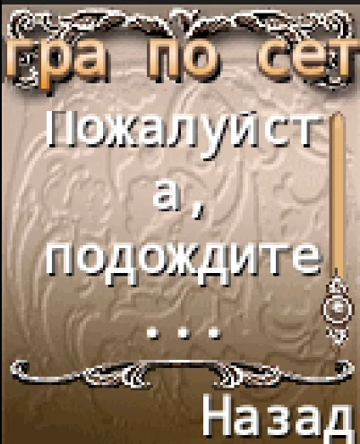 гра по сет
Пожалуйст
а,
подождите
...
Назад